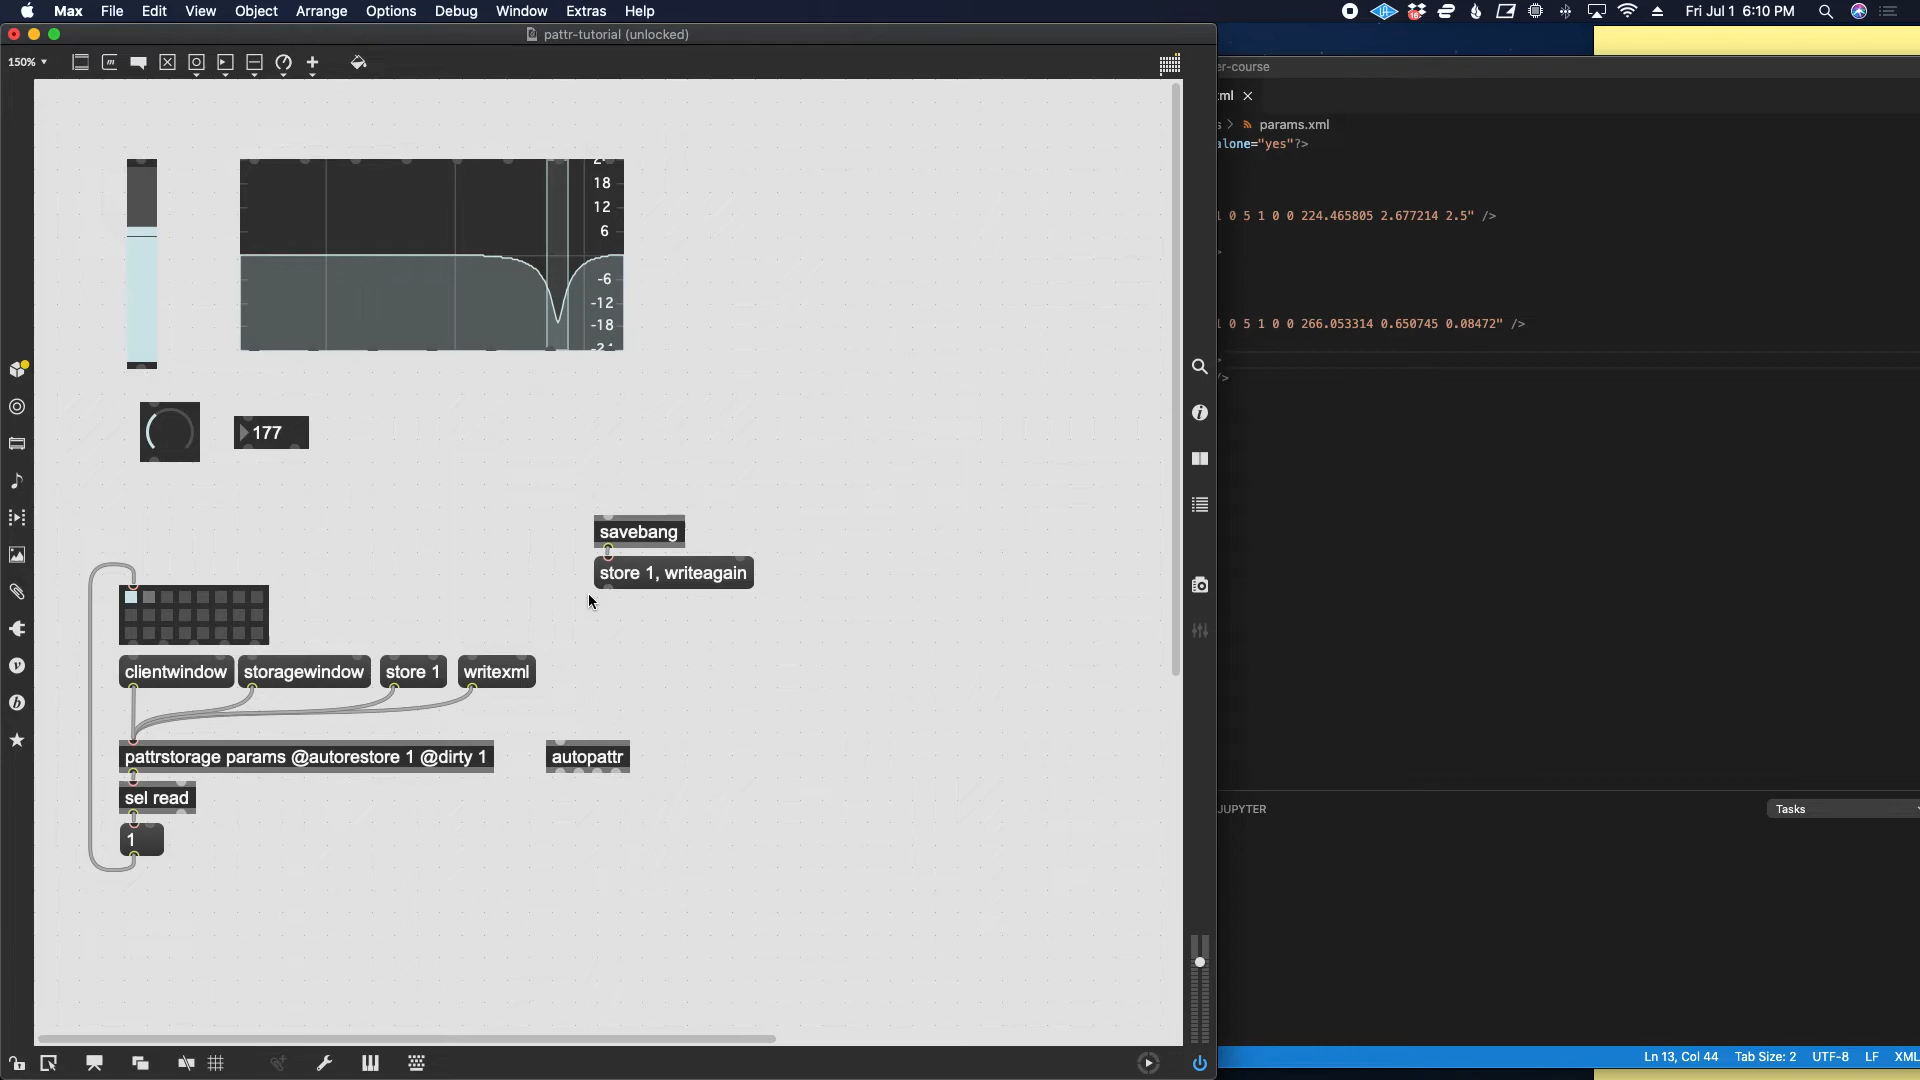 Max File Edit View Object Arrange Options Debug Window Extras Help
16
Fri Jul 1 6:10 PM
pattr-tutorial (unlocked)
150%
er-course
ml
s > params.xml
alone="yes"?>
18
12
6
-6
-12
-18
1 0 5 1 0 0 224.465805 2.677214 2.5" />
>
1 0 5 1 0 0 266.053314 0.650745 0.08472" />
>
/>
177
savebang
store 1, writeagain
clientwindow storagewindow store 1 writexml
pattrstorage params @autorestore 1 @dirty 1
autopattr
sel read
1
JUPYTER
Tasks
Ln 13, Col 44 Tab Size: 2 UTF-8 LF XML